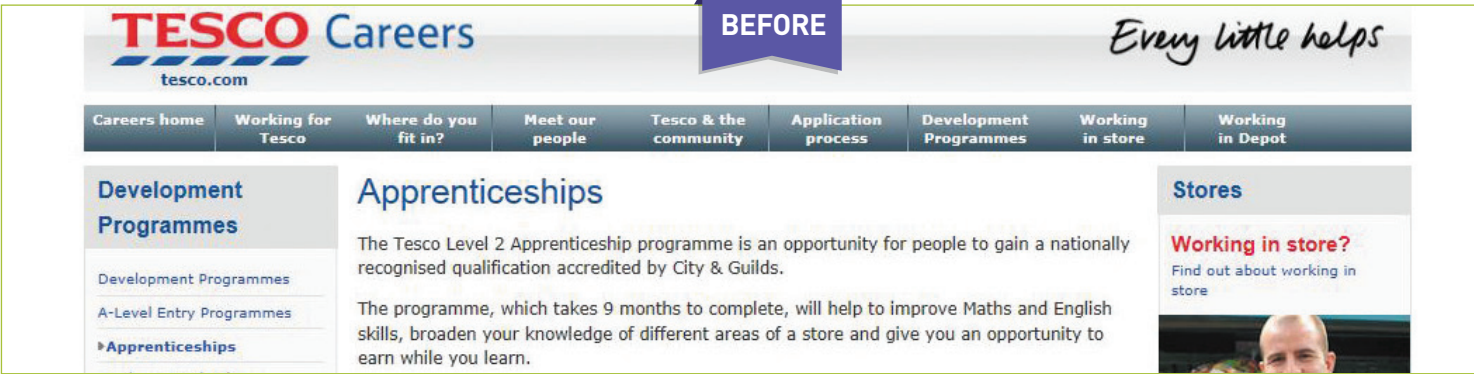 TESCO Careers
tesco.com
BEFORE
Every little helps
Careers home
Working for
Tesco
Where do you
fit in?
Meet our
people
Tesco & the
community
Application
process
Development
Programmes
Working
in store
Working
in Depot
Development
Programmes
Development Programmes
A-Level Entry Programmes
Apprenticeships
Apprenticeships
The Tesco Level 2 Apprenticeship programme is an opportunity for people to gain a nationally
recognised qualification accredited by City & Guilds.
The programme, which takes 9 months to complete, will help to improve Maths and English
skills, broaden your knowledge of different areas of a store and give you an opportunity to
earn while you learn.
Stores
Working in store?
Find out about working in
store